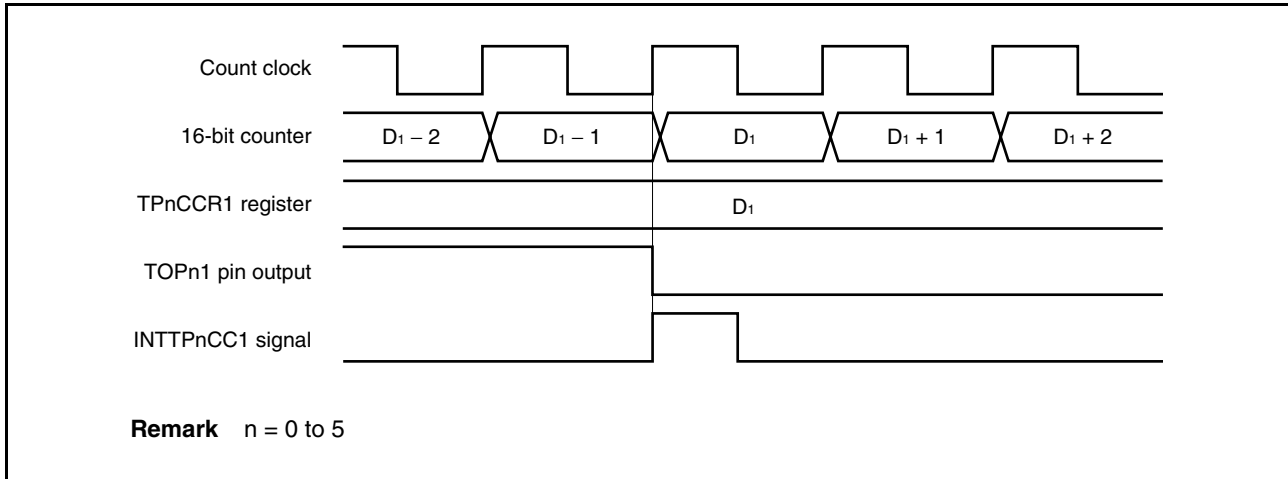 Count clock
16-bit counter
D₁ – 2
D₁ – 1
D₁
D₁ + 1
D₁ + 2
TPnCCR1 register
D₁
TOPn1 pin output
INTTPnCC1 signal
Remark n = 0 to 5